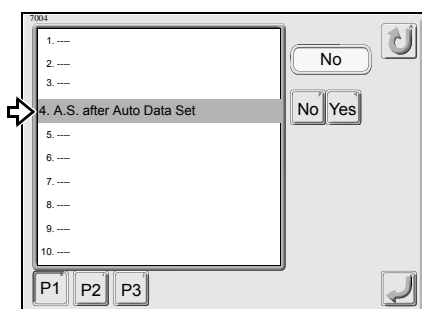 7004
1. ----
2. ----
3. ----
4. A.S. after Auto Data Set
5. ----
6. ----
7. ----
8. ----
9. ----
10. ----
No
No Yes
P1 P2 P3